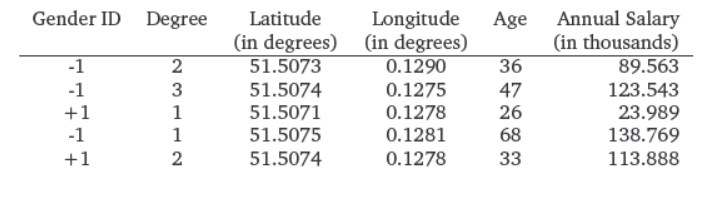 Gender ID Degree Latitude Longitude Age Annual Salary
(in degrees) (in degrees) (in thousands)
-1 2 51.5073 0.1290 36 89.563
-1 3 51.5074 0.1275 47 123.543
+1 1 51.5071 0.1278 26 23.989
-1 1 51.5075 0.1281 68 138.769
+1 2 51.5074 0.1278 33 113.888